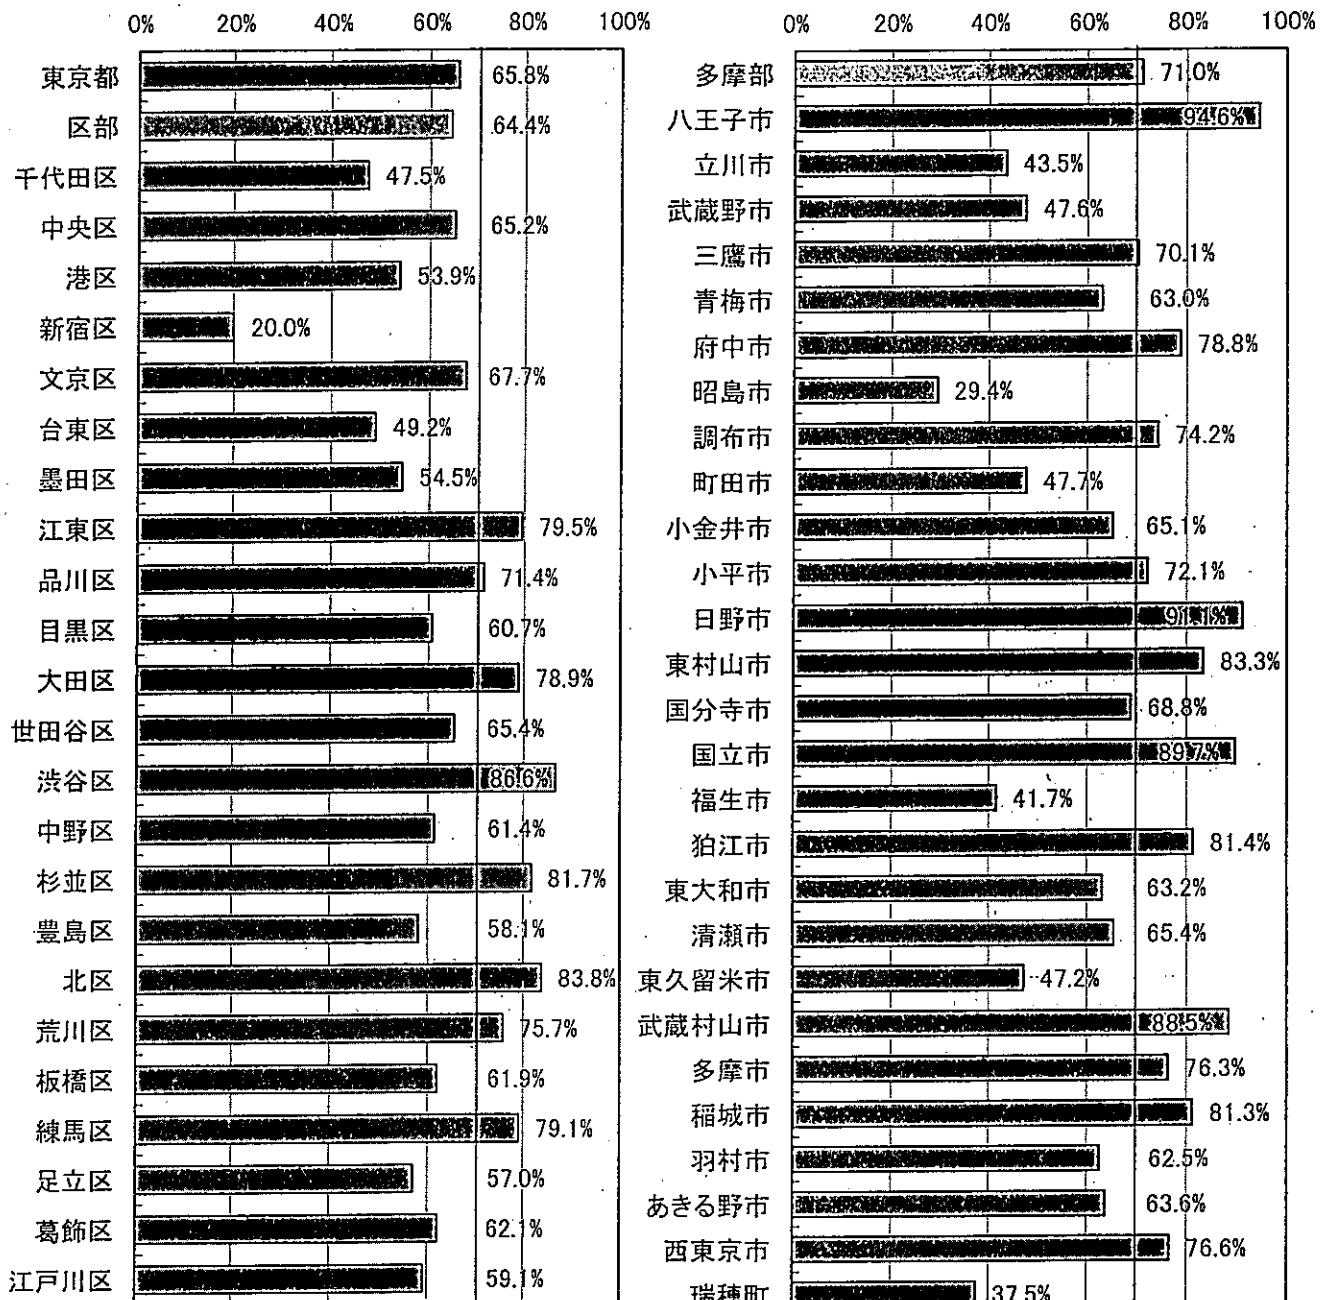 0% 20% 40% 60% 80% 100%
東京都 65.8%
区部 64.4%
千代田区 47.5%
中央区 65.2%
港区 53.9%
新宿区 20.0%
文京区 67.7%
台東区 49.2%
墨田区 54.5%
江東区 79.5%
品川区 71.4%
目黒区 60.7%
大田区 78.9%
世田谷区 65.4%
渋谷区 86.6%
中野区 61.4%
杉並区 81.7%
豊島区 58.1%
北区 83.8%
荒川区 75.7%
板橋区 61.9%
練馬区 79.1%
足立区 57.0%
葛飾区 62.1%
江戸川区 59.1%
0% 20% 40% 60% 80% 100%
多摩部 71.0%
八王子市 94.6%
立川市 43.5%
武蔵野市 47.6%
三鷹市 70.1%
青梅市 63.0%
府中市 78.8%
昭島市 29.4%
調布市 74.2%
町田市 47.7%
小金井市 65.1%
小平市 72.1%
日野市 91.1%
東村山市 83.3%
国分寺市 68.8%
国立市 89.7%
福生市 41.7%
狛江市 81.4%
東大和市 63.2%
清瀬市 65.4%
東久留米市 47.2%
武蔵村山市 88.5%
多摩市 76.3%
稲城市 81.3%
羽村市 62.5%
あきる野市 63.6%
西東京市 76.6%
瑞穂町 37.5%